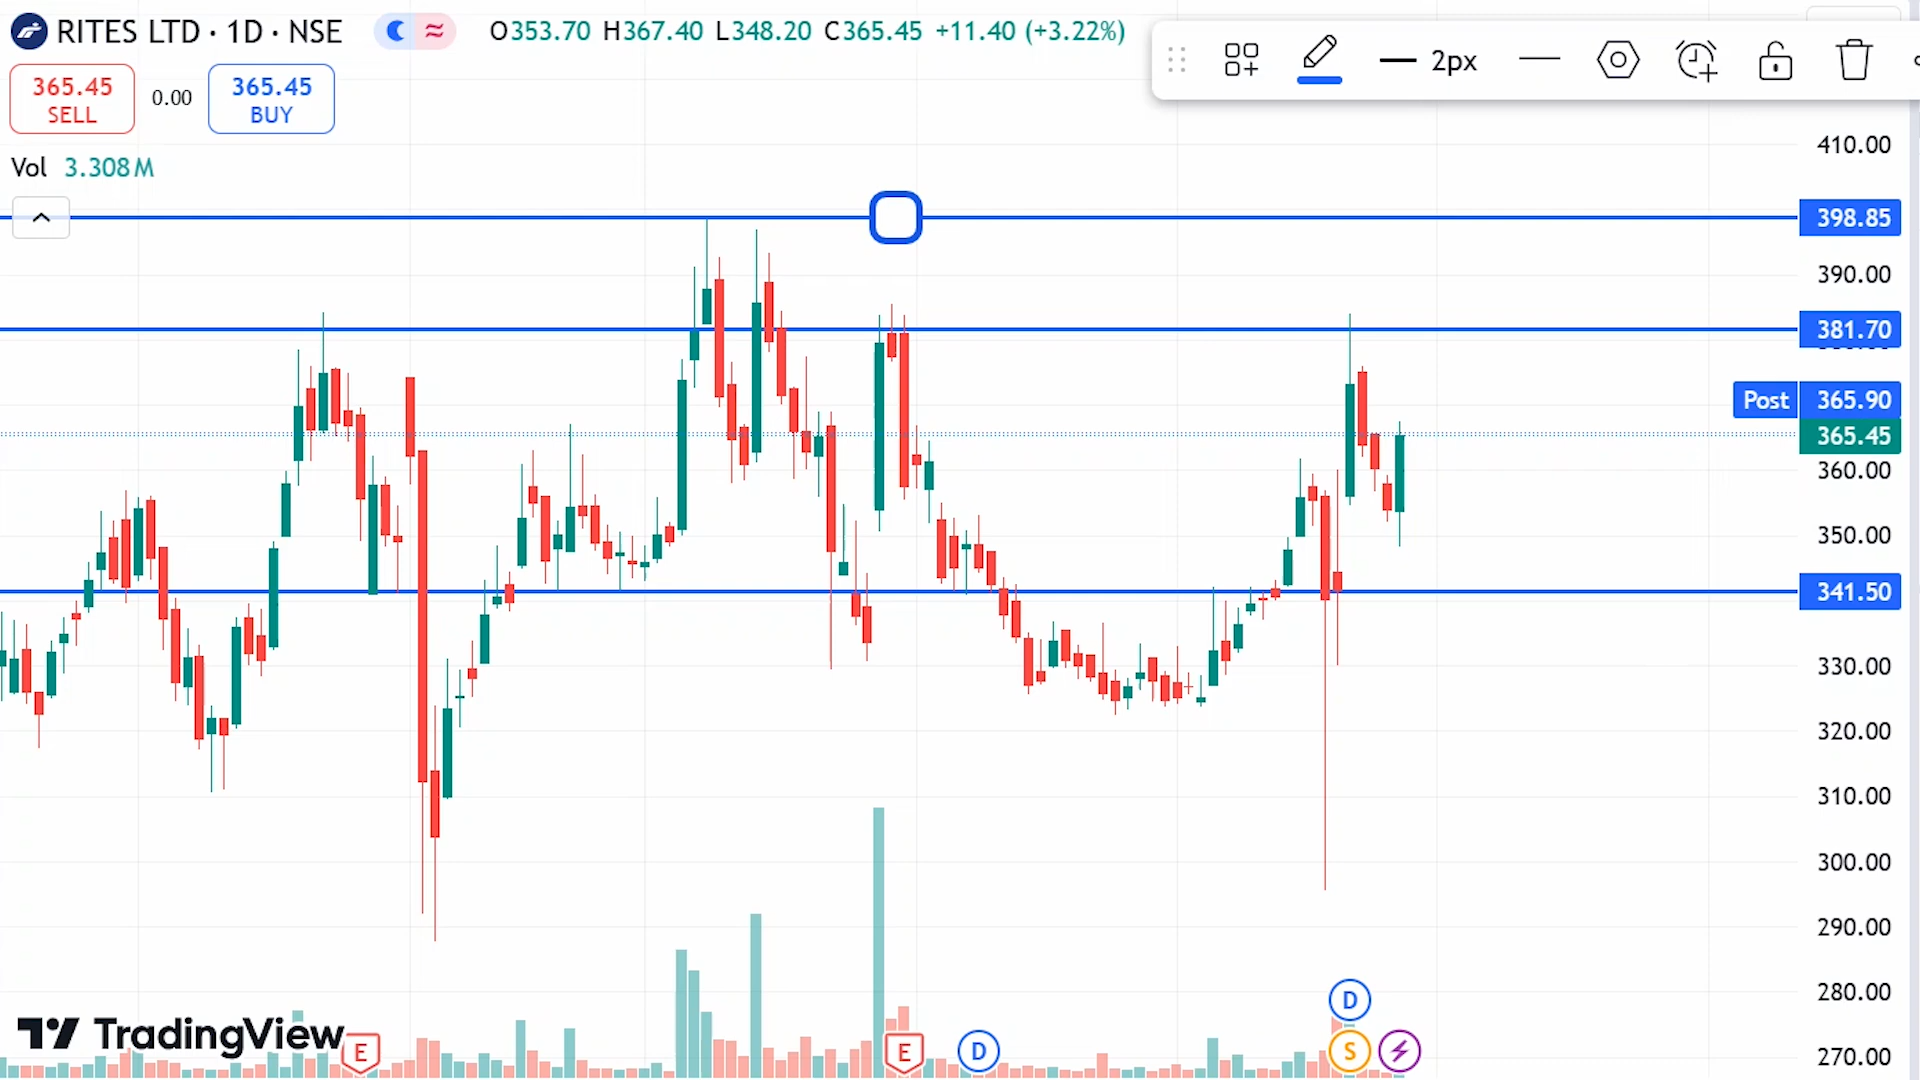 RITES LTD · 1D · NSE
O353.70 H367.40 L348.20 C365.45 +11.40 (+3.22%)
2px
365.45
SELL
0.00
365.45
BUY
Vol 3.308 M
410.00
398.85
390.00
381.70
Post 365.90
365.45
360.00
350.00
341.50
330.00
320.00
310.00
300.00
290.00
280.00
270.00
D
TradingView
E
E
D
S